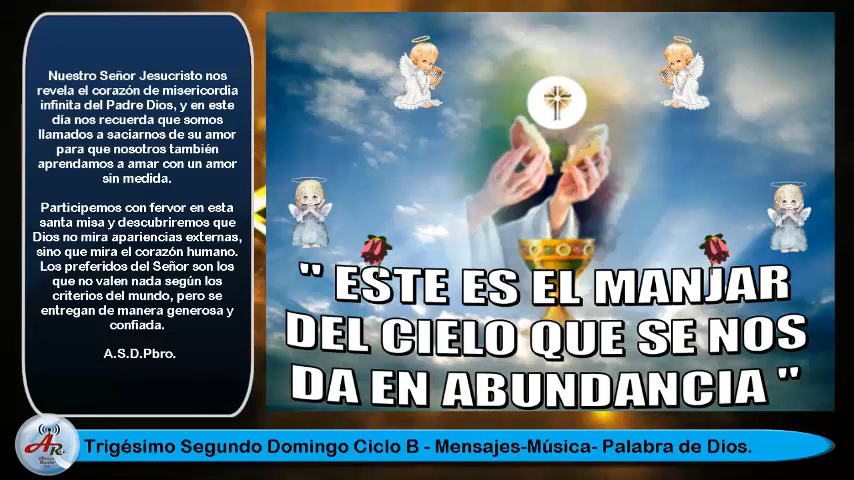 Nuestro Señor Jesucristo nos
revela el corazón de misericordia
infinita del Padre Dios, y en este
día nos recuerda que somos
llamados a saciarnos de su amor
para que nosotros también
aprendamos a amar con un amor
sin medida.
Participemos con fervor en esta
santa misa y descubriremos que
Dios no mira apariencias externas,
sino que mira el corazón humano.
Los preferidos del Señor son los
que no valen nada según los
criterios del mundo, pero se
entregan de manera generosa y
confiada.
A.S.D.Pbro.
" ESTE ES EL MANJAR
DEL CIELO QUE SE NOS
DA EN ABUNDANCIA "
AR
Trigésimo Segundo Domingo Ciclo B - Mensajes-Música- Palabra de Dios.